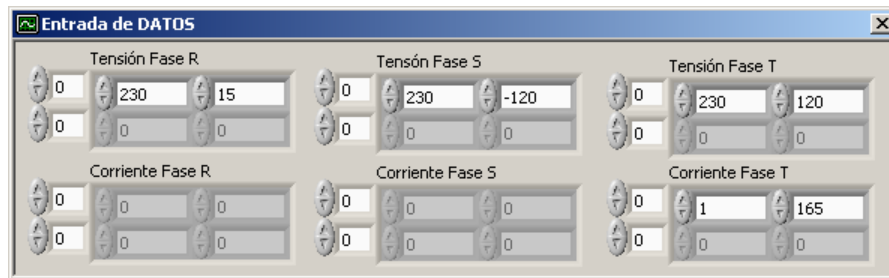 Entrada de DATOS
Tensión Fase R
Tensón Fase S
Tensión Fase T
0 230 15 0 230 -120 0 230 120
0 0 0 0 0 0 0 0 0
Corriente Fase R
Corriente Fase S
Corriente Fase T
0 0 0 0 0 0 0 1 165
0 0 0 0 0 0 0 0 0